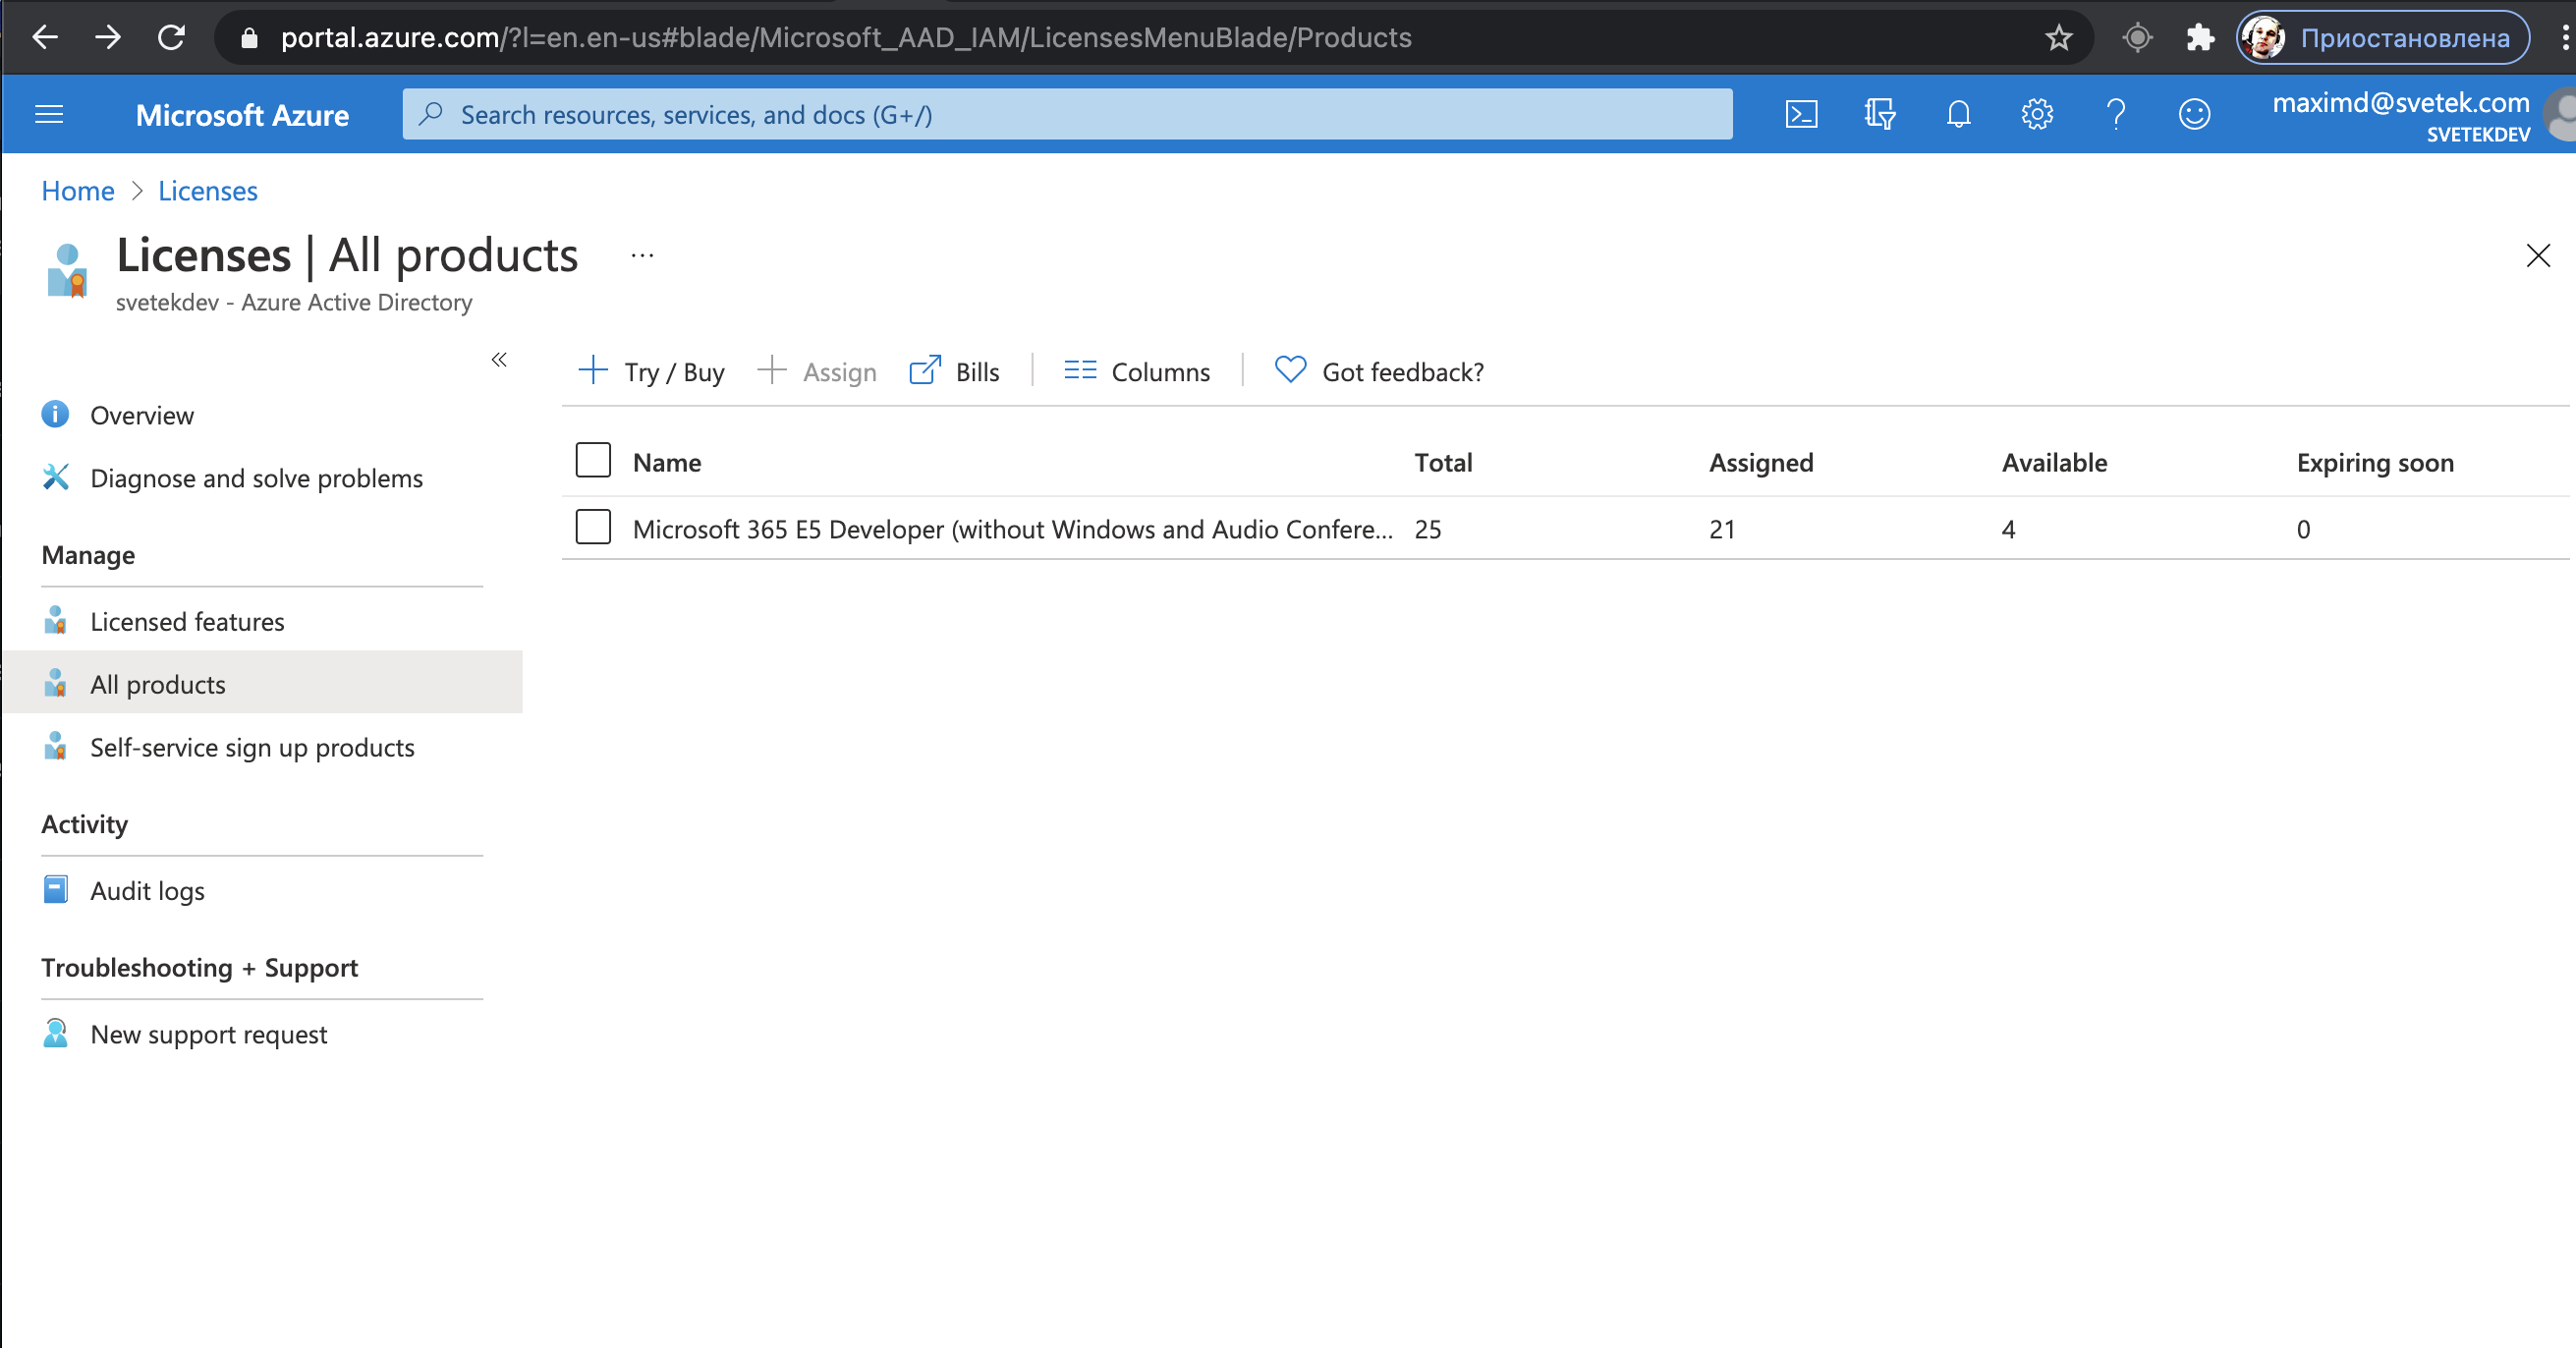 portal.azure.com/?l=en.en-us#blade/Microsoft_AAD_IAM/LicensesMenuBlade/Products
Приостановлена
Microsoft Azure
Search resources, services, and docs (G+/)
maximd@svetek.com
SVETEKDEV
Home > Licenses
Licenses | All products ...
svetekdev - Azure Active Directory
Overview
Diagnose and solve problems
Manage
Licensed features
All products
Self-service sign up products
Activity
Audit logs
Troubleshooting + Support
New support request
Try / Buy Assign Bills Columns Got feedback?
Name Total Assigned Available Expiring soon
Microsoft 365 E5 Developer (without Windows and Audio Confere... 25 21 4 0